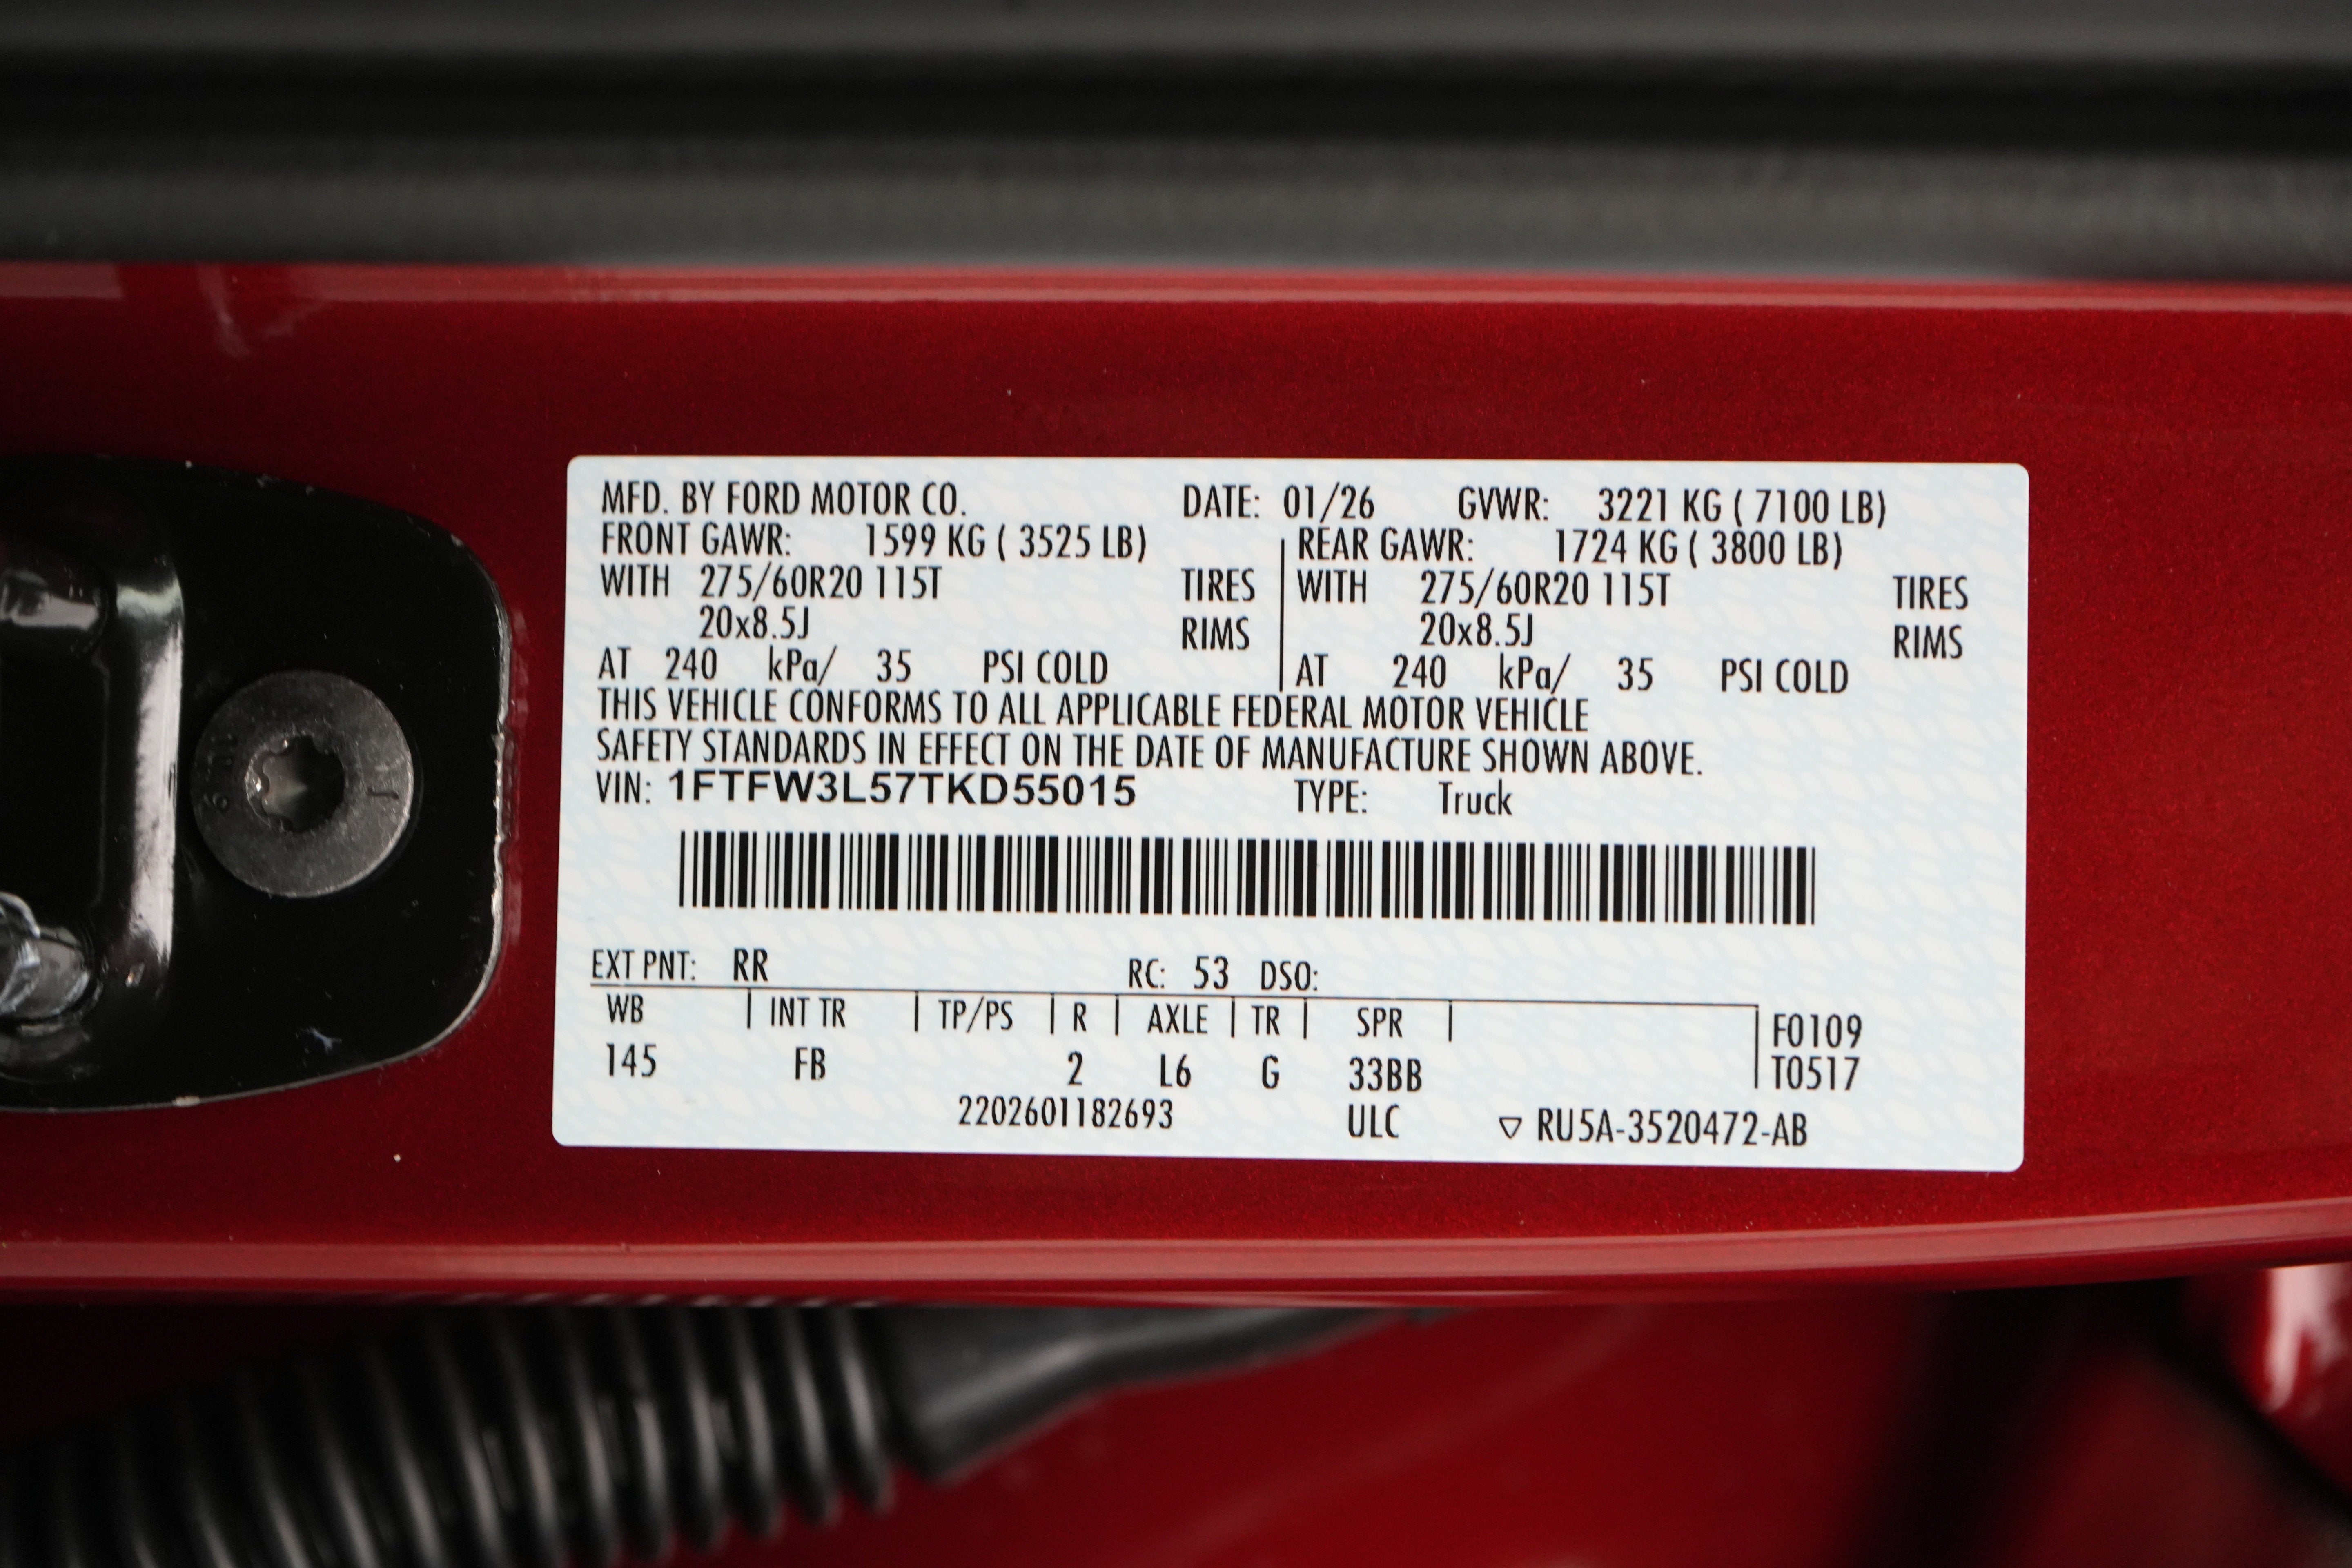 MFD. BY FORD MOTOR CO. DATE: 01/26 GVWR: 3221 KG ( 7100 LB)
FRONT GAWR: 1599 KG ( 3525 LB) REAR GAWR: 1724 KG ( 3800 LB)
WITH 275/60R20 115T TIRES WITH 275/60R20 115T TIRES
20x8.5J RIMS 20x8.5J RIMS
AT 240 kPa/ 35 PSI COLD AT 240 kPa/ 35 PSI COLD
THIS VEHICLE CONFORMS TO ALL APPLICABLE FEDERAL MOTOR VEHICLE
SAFETY STANDARDS IN EFFECT ON THE DATE OF MANUFACTURE SHOWN ABOVE.
VIN: 1FTFW3L57TKD55015 TYPE: Truck
EXT PNT: RR RC: 53 DSO:
WB INT TR TP/PS R AXLE TR SPR F0109
145 FB 2 L6 G 33BB T0517
2202601182693 ULC ▽ RU5A-3520472-AB